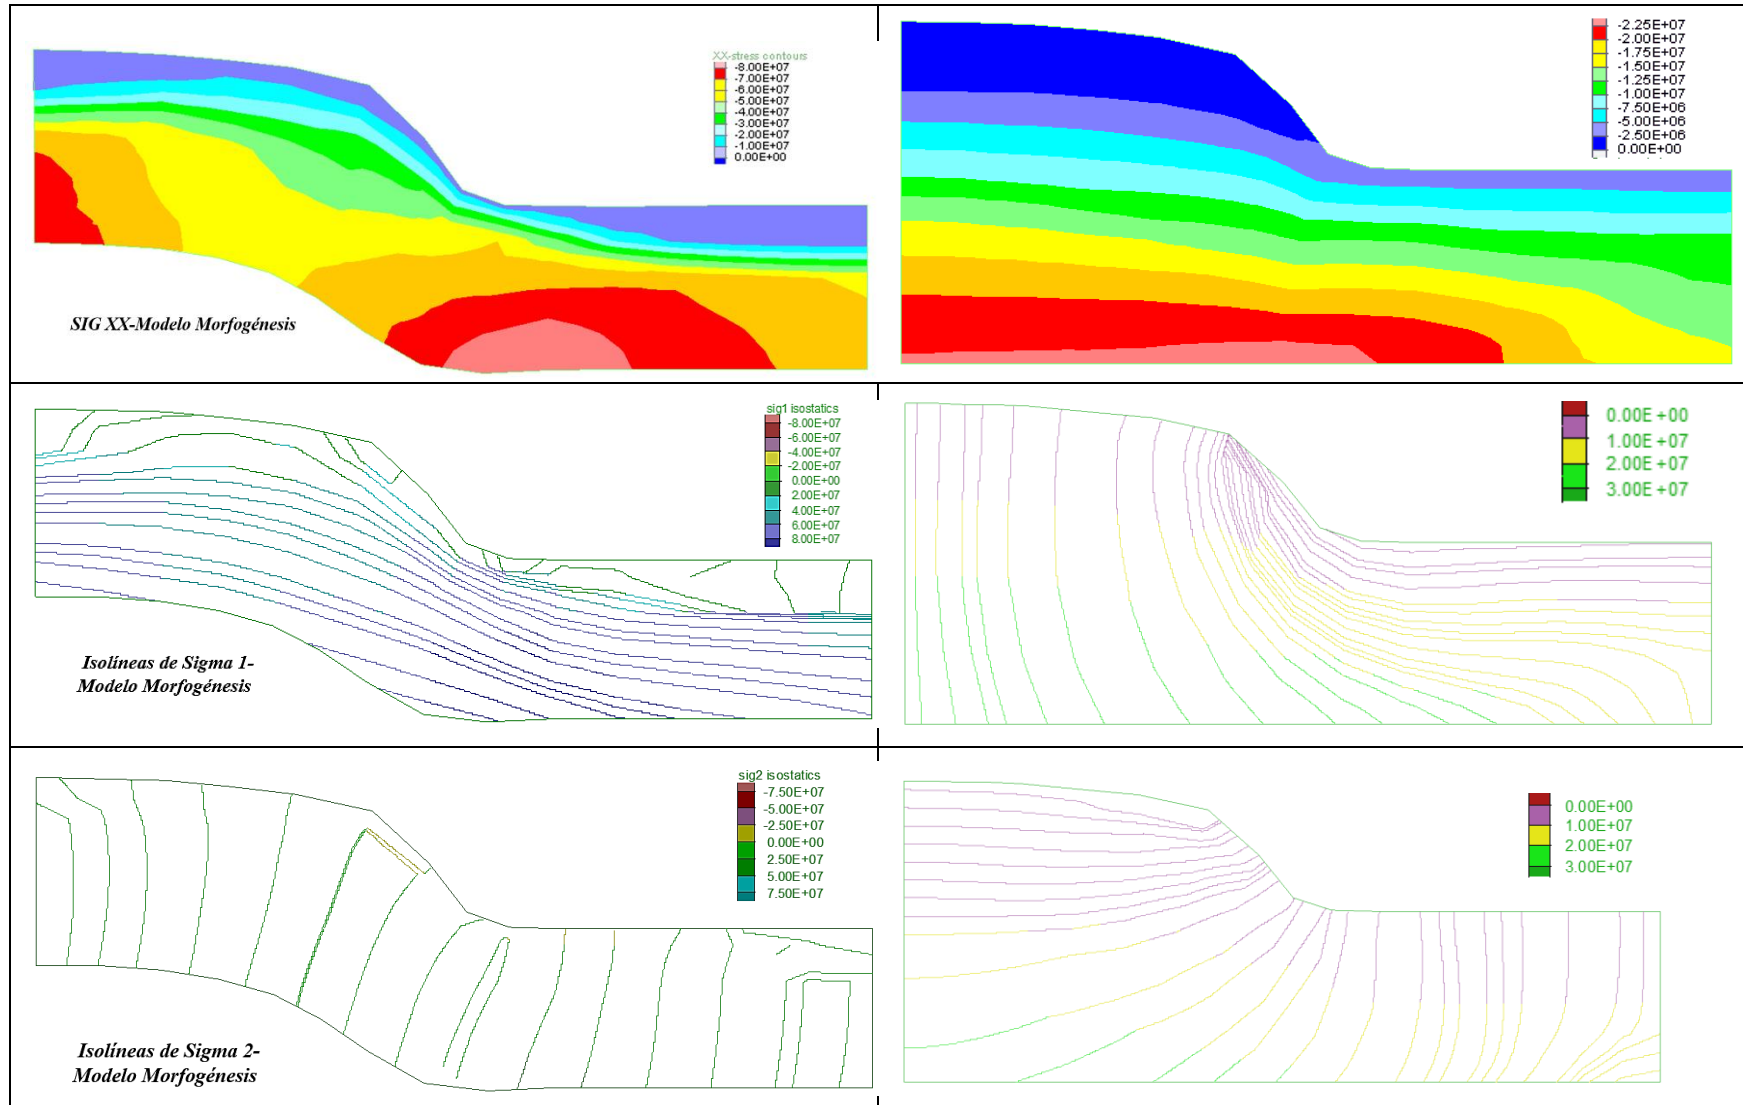 XX-stress contours
-8.00E+07
-7.00E+07
-6.00E+07
-5.00E+07
-4.00E+07
-3.00E+07
-2.00E+07
-1.00E+07
0.00E+00
SIG XX-Modelo Morfogénesis
-2.25E+07
-2.00E+07
-1.75E+07
-1.50E+07
-1.25E+07
-1.00E+07
-7.50E+06
-5.00E+06
-2.50E+06
0.00E+00
sig1 isostatics
-8.00E+07
-6.00E+07
-4.00E+07
-2.00E+07
0.00E+00
2.00E+07
4.00E+07
6.00E+07
8.00E+07
Isolíneas de Sigma 1-
Modelo Morfogénesis
0.00E +00
1.00E +07
2.00E +07
3.00E +07
sig2 isostatics
-7.50E+07
-5.00E+07
-2.50E+07
0.00E+00
2.50E+07
5.00E+07
7.50E+07
Isolíneas de Sigma 2-
Modelo Morfogénesis
0.00E+00
1.00E+07
2.00E+07
3.00E+07